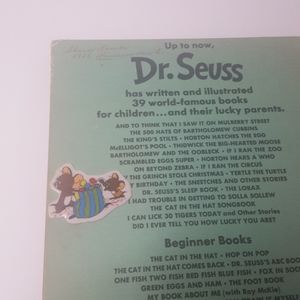 Up to now,
Dr. Seuss
has written and illustrated
39 world-famous books
for children...and their lucky parents.
AND TO THINK THAT I SAW IT ON MULBERRY STREET
THE 500 HATS OF BARTHOLOMEW CUBBINS
THE KING'S STILTS • HORTON HATCHES THE EGG
McELLIGOT'S POOL • THIDWICK THE BIG-HEARTED MOOSE
BARTHOLOMEW AND THE OOBLECK • IF I RAN THE ZOO
SCRAMBLED EGGS SUPER • HORTON HEARS A WHO
ON BEYOND ZEBRA • IF I RAN THE CIRCUS
THE GRINCH STOLE CHRISTMAS • YERTLE THE TURTLE
Y BIRTHDAY • THE SNEETCHES AND OTHER STORIES
DR. SEUSS'S SLEEP BOOK • THE LORAX
I HAD TROUBLE IN GETTING TO SOLLA SOLLEW
THE CAT IN THE HAT SONGBOOK
I CAN LICK 30 TIGERS TODAY and Other Stories
DID I EVER TELL YOU HOW LUCKY YOU ARE?
Beginner Books
THE CAT IN THE HAT • HOP ON POP
THE CAT IN THE HAT COMES BACK • DR. SEUSS'S ABC BOO
ONE FISH TWO FISH RED FISH BLUE FISH • FOX IN SOC
GREEN EGGS AND HAM • THE FOOT BOOK
MY BOOK ABOUT ME (with Roy McKie)